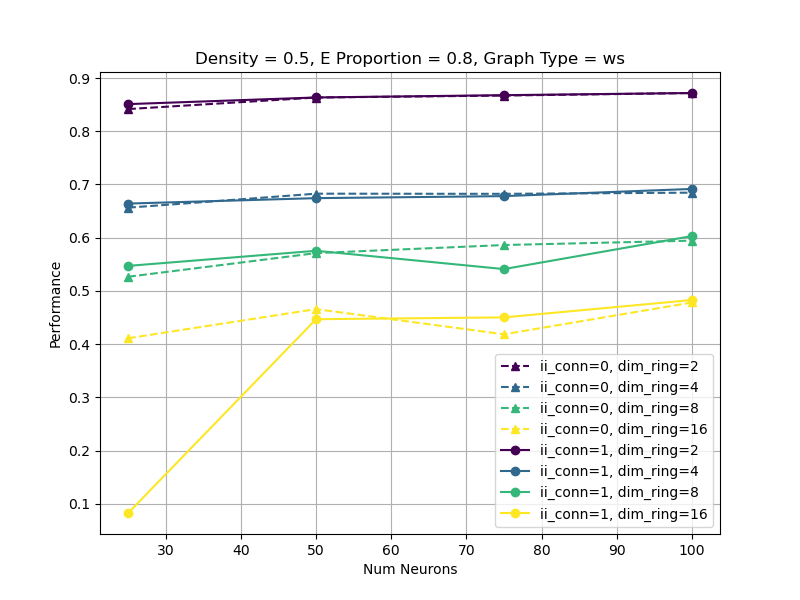 Density = 0.5, E Proportion = 0.8, Graph Type = ws
0.9
0.8
0.7
0.6
0.5
0.4
0.3
0.2
0.1
Performance
ii_conn=0, dim_ring=2
ii_conn=0, dim_ring=4
ii_conn=0, dim_ring=8
ii_conn=0, dim_ring=16
ii_conn=1, dim_ring=2
ii_conn=1, dim_ring=4
ii_conn=1, dim_ring=8
ii_conn=1, dim_ring=16
30 40 50 60 70 80 90 100
Num Neurons